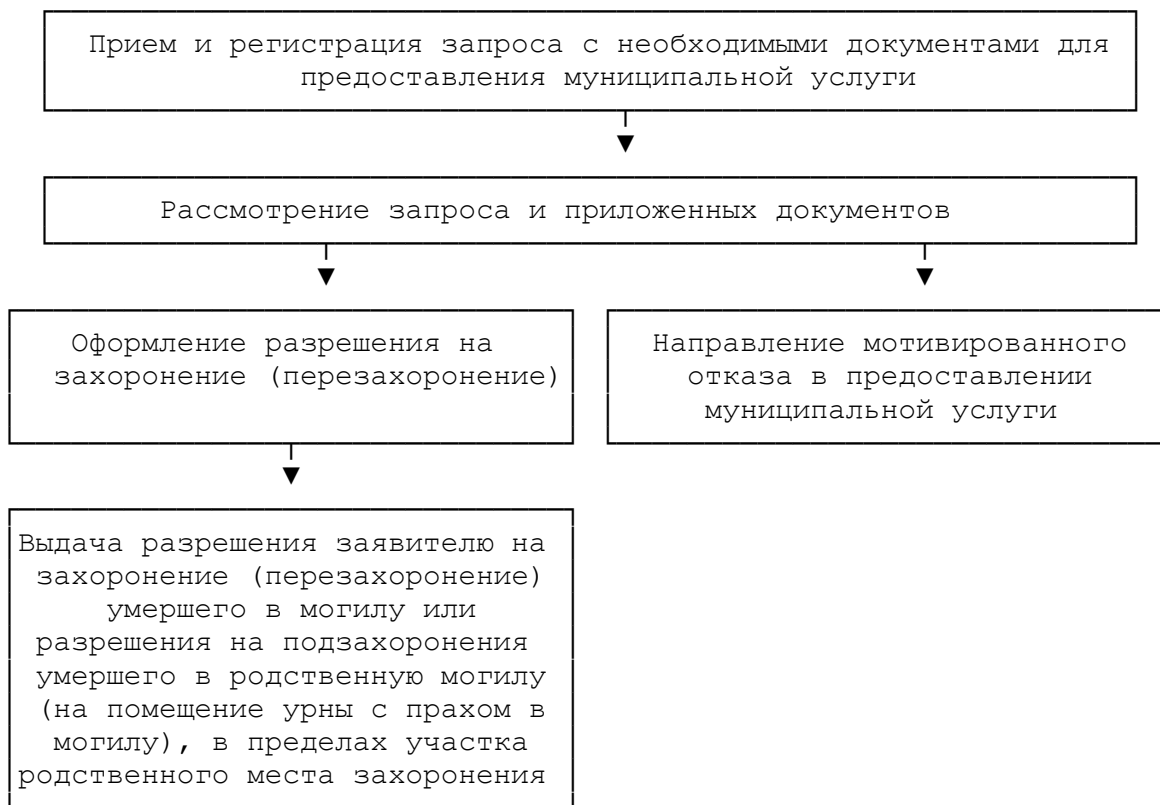 Прием и регистрация запроса с необходимыми документами для
предоставления муниципальной услуги
Рассмотрение запроса и приложенных документов
Оформление разрешения на
захоронение (перезахоронение)
Направление мотивированного
отказа в предоставлении
муниципальной услуги
Выдача разрешения заявителю на
захоронение (перезахоронение)
умершего в могилу или
разрешения на подзахоронения
умершего в родственную могилу
(на помещение урны с прахом в
могилу), в пределах участка
родственного места захоронения